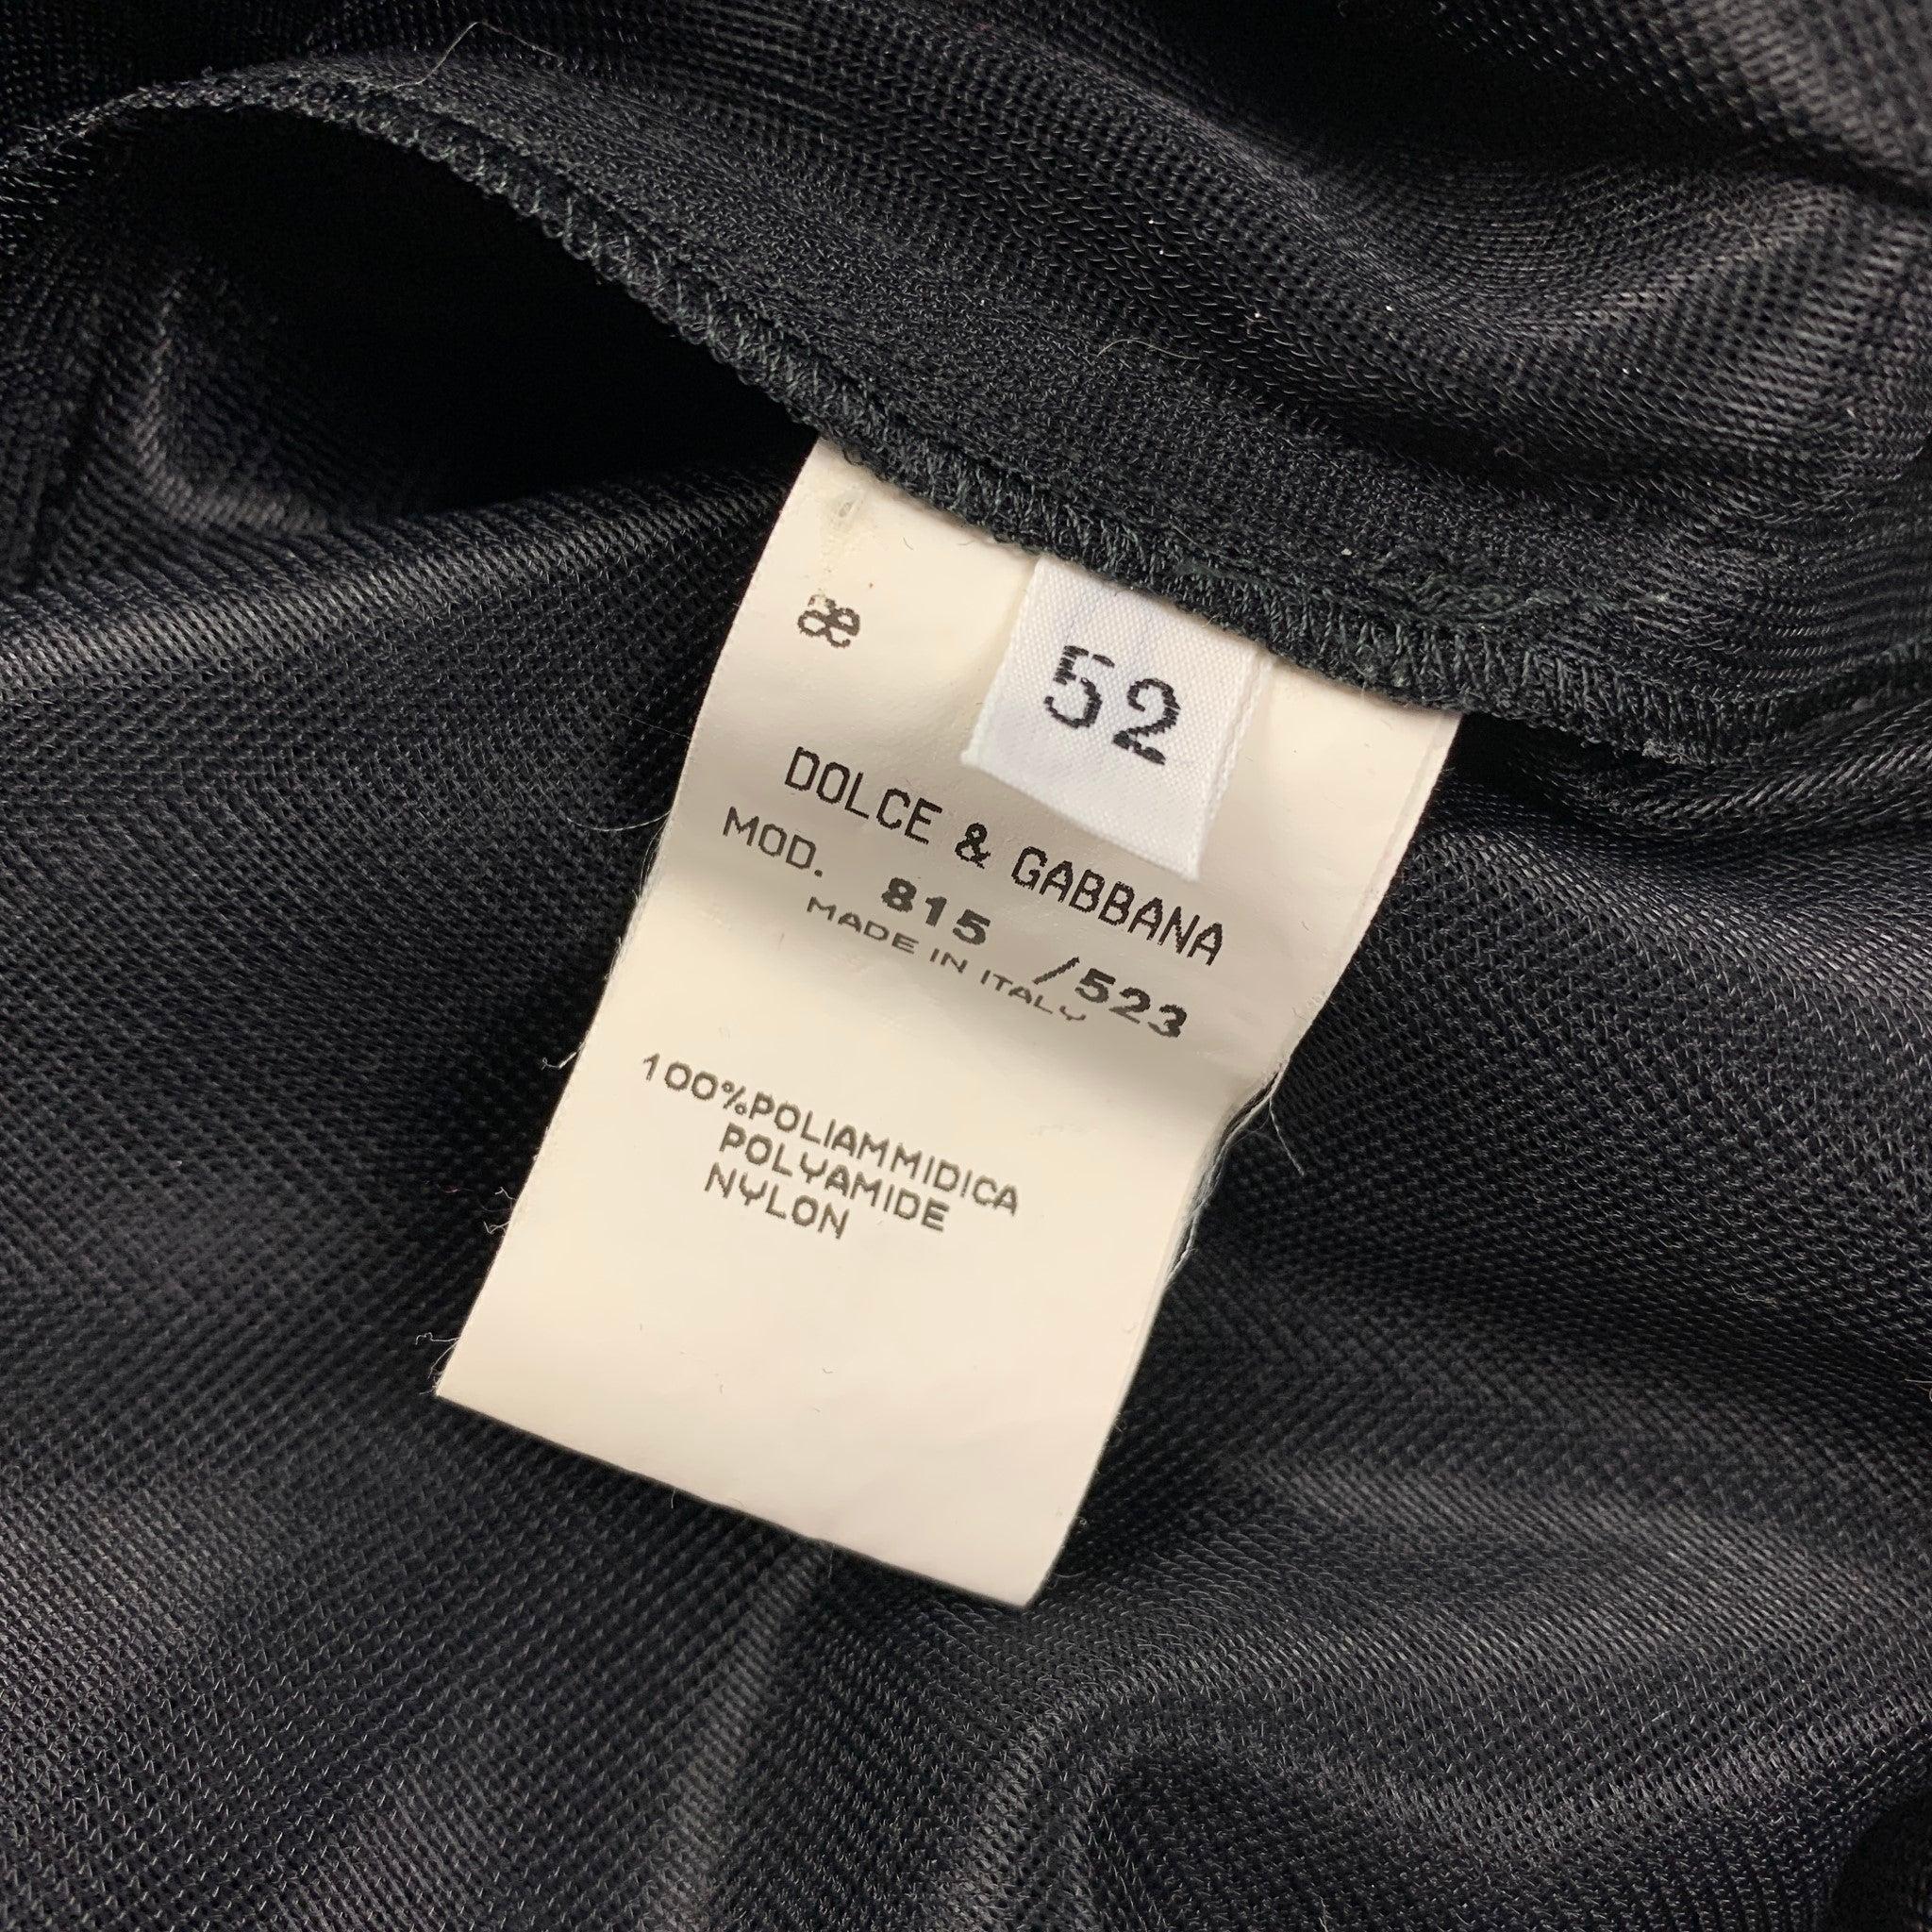 æ
52
DOLCE & GABBANA
MOD. 815 /523
MADE IN ITALY
100%POLIAMMIDICA
POLYAMIDE
NYLON